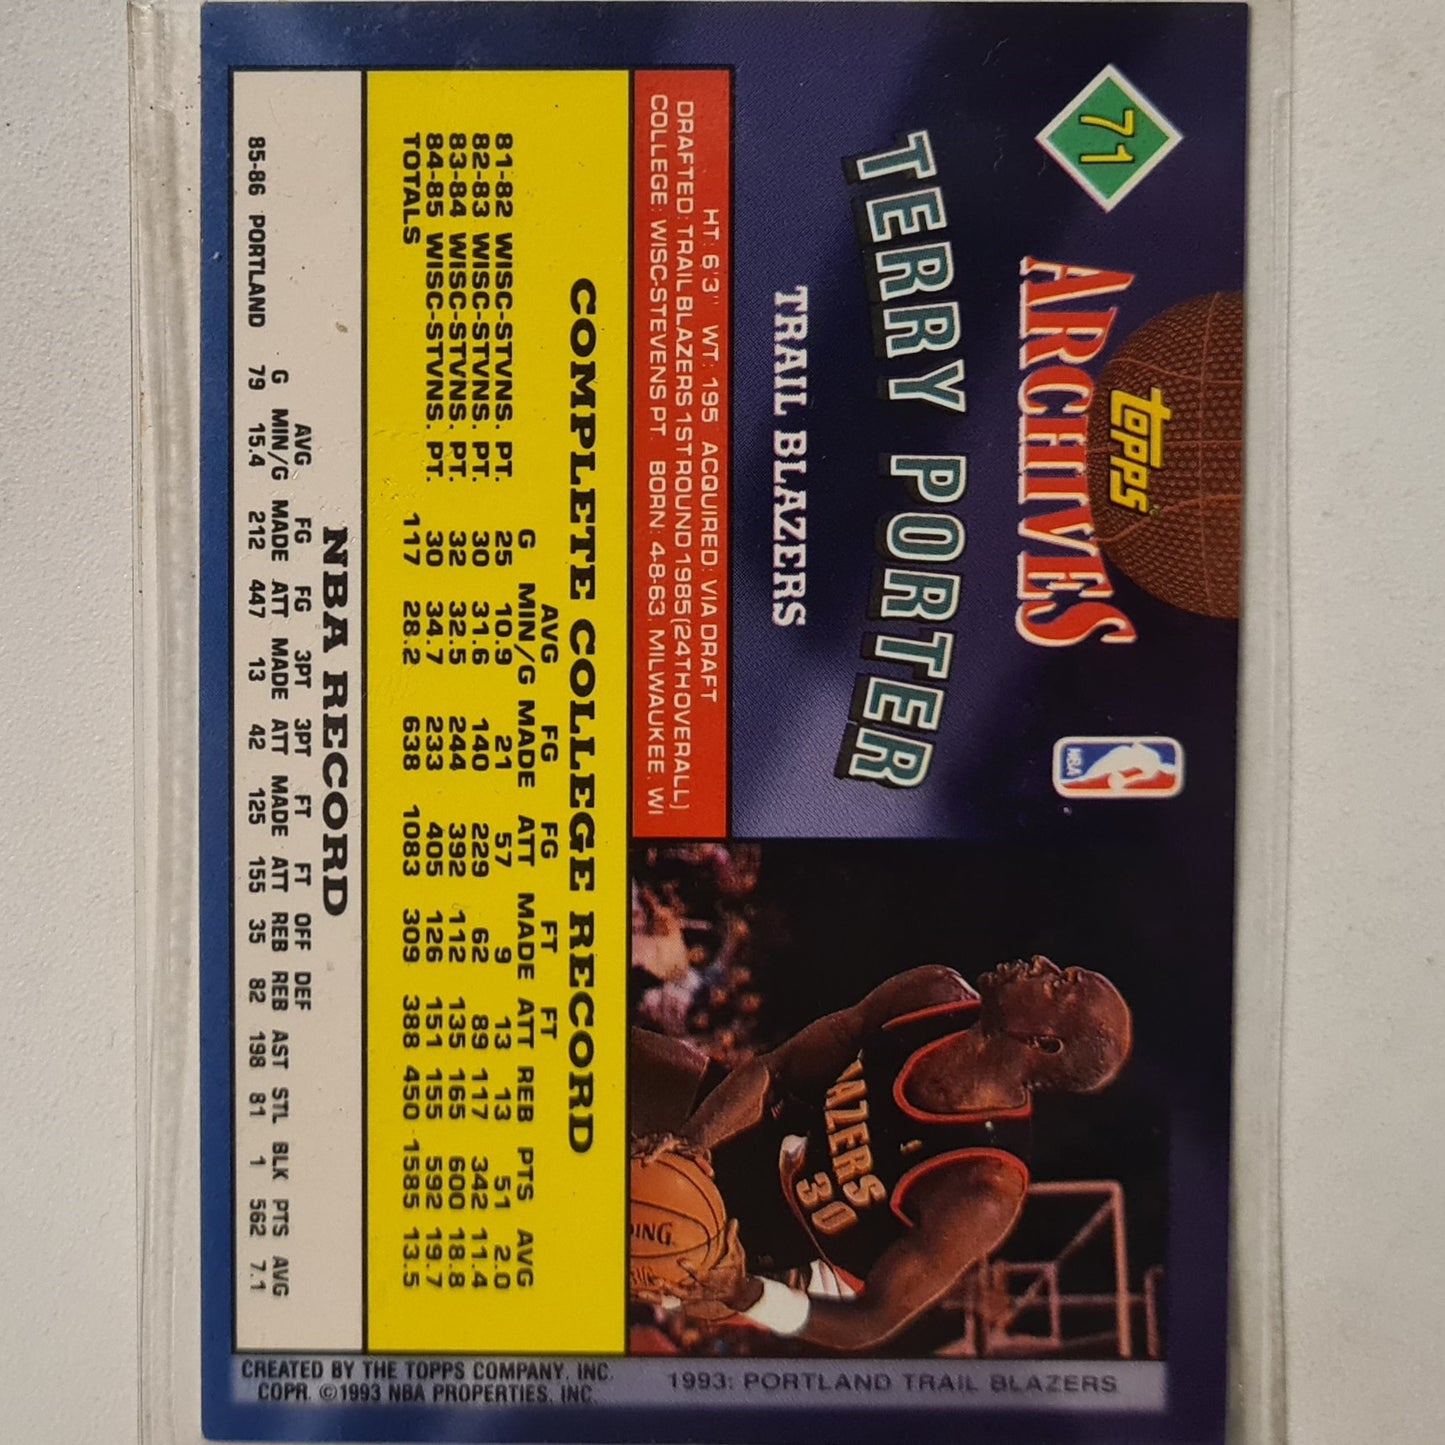 71
ARCHIVES
TOPPS
NBA
TERRY PORTER
TRAIL BLAZERS
HT: 6'3" WT: 195 ACQUIRED: VIA DRAFT
DRAFTED: TRAIL BLAZERS 1ST ROUND 1985 (24TH OVERALL)
COLLEGE: WISC-STEVENS PT. BORN: 4-8-63, MILWAUKEE, WI
AZERS
30
DING
COMPLETE COLLEGE RECORD
AVG FG FG FT FT
G MIN/G MADE ATT MADE ATT REB PTS AVG
81-82 WISC-STVNS. PT. 25 10.9 21 57 9 13 13 51 2.0
82-83 WISC-STVNS. PT. 30 31.6 140 229 62 89 117 342 11.4
83-84 WISC-STVNS. PT. 32 32.5 244 392 112 135 165 600 18.8
84-85 WISC-STVNS. PT. 30 34.7 233 405 126 151 155 592 19.7
TOTALS 117 28.2 638 1083 309 388 450 1585 13.5
NBA RECORD
AVG FG FG 3PT 3PT FT FT OFF DEF
G MIN/G MADE ATT MADE ATT MADE ATT REB REB AST STL BLK PTS AVG
85-86 PORTLAND 79 15.4 212 447 13 42 125 155 35 82 198 81 1 562 7.1
1993: PORTLAND TRAIL BLAZERS
CREATED BY THE TOPPS COMPANY, INC.
COPR. ©1993 NBA PROPERTIES, INC.